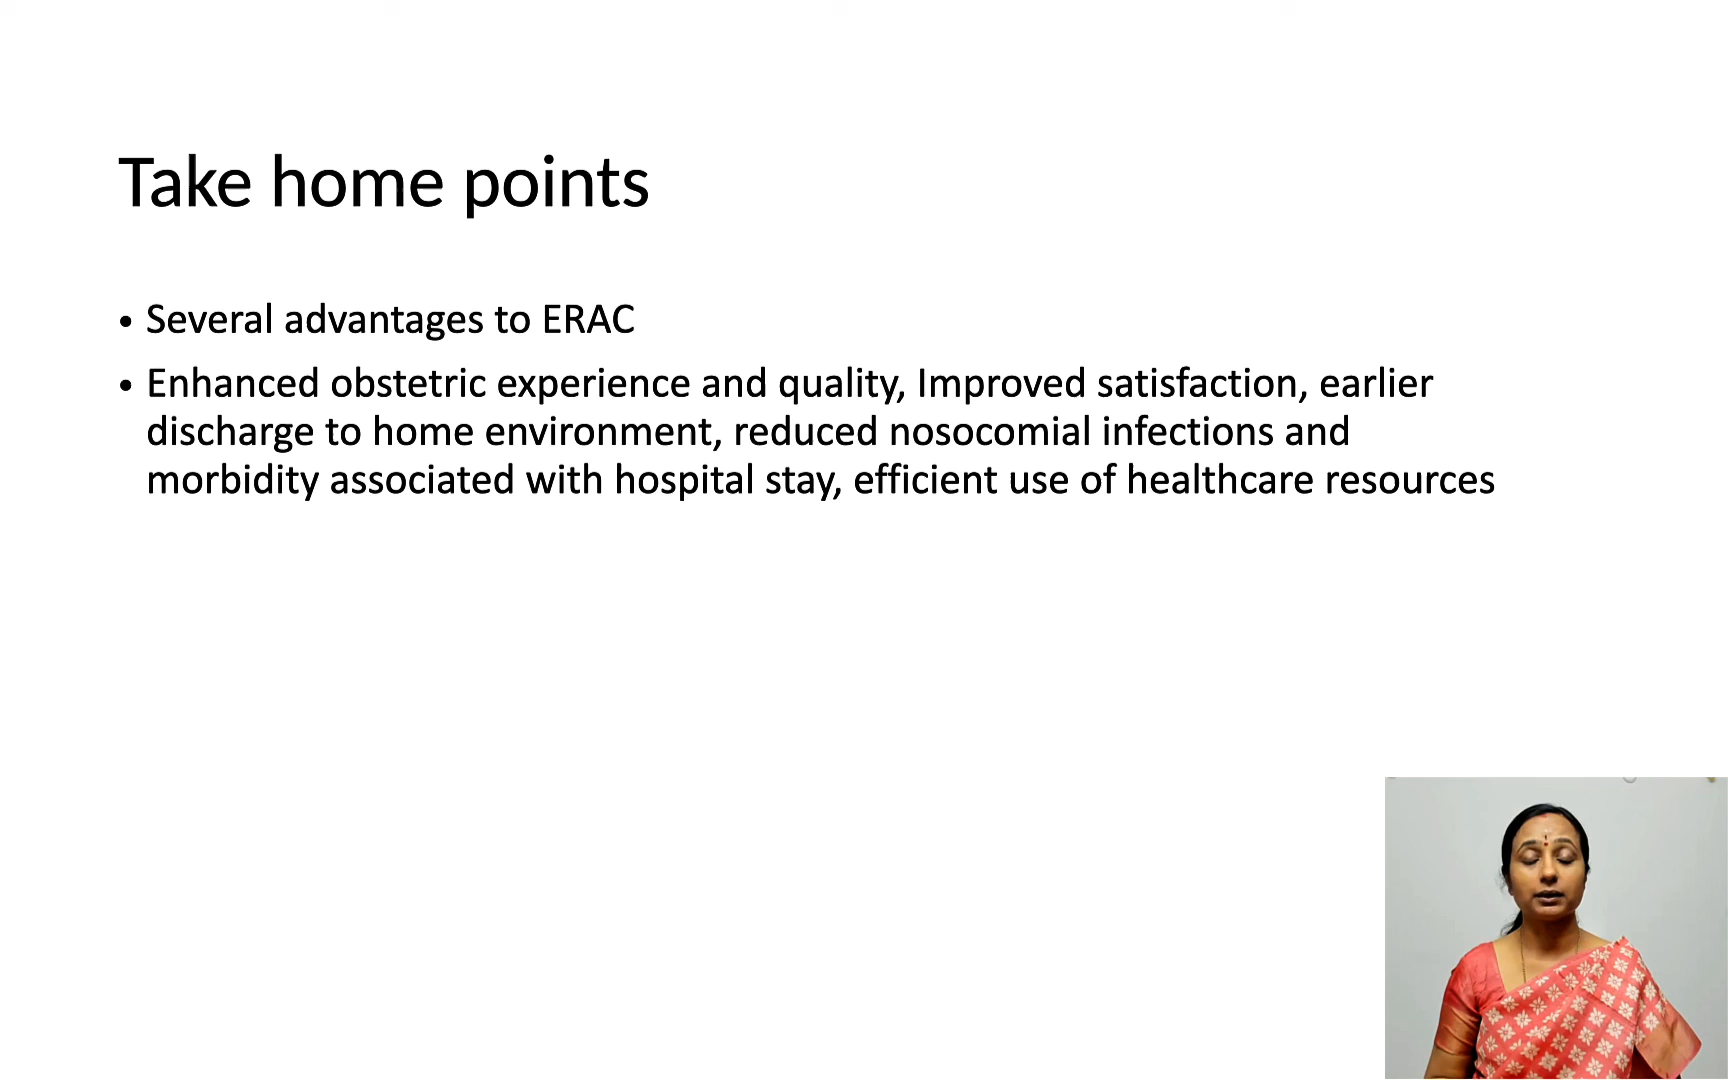 Take home points
• Several advantages to ERAC
• Enhanced obstetric experience and quality, Improved satisfaction, earlier
discharge to home environment, reduced nosocomial infections and
morbidity associated with hospital stay, efficient use of healthcare resources